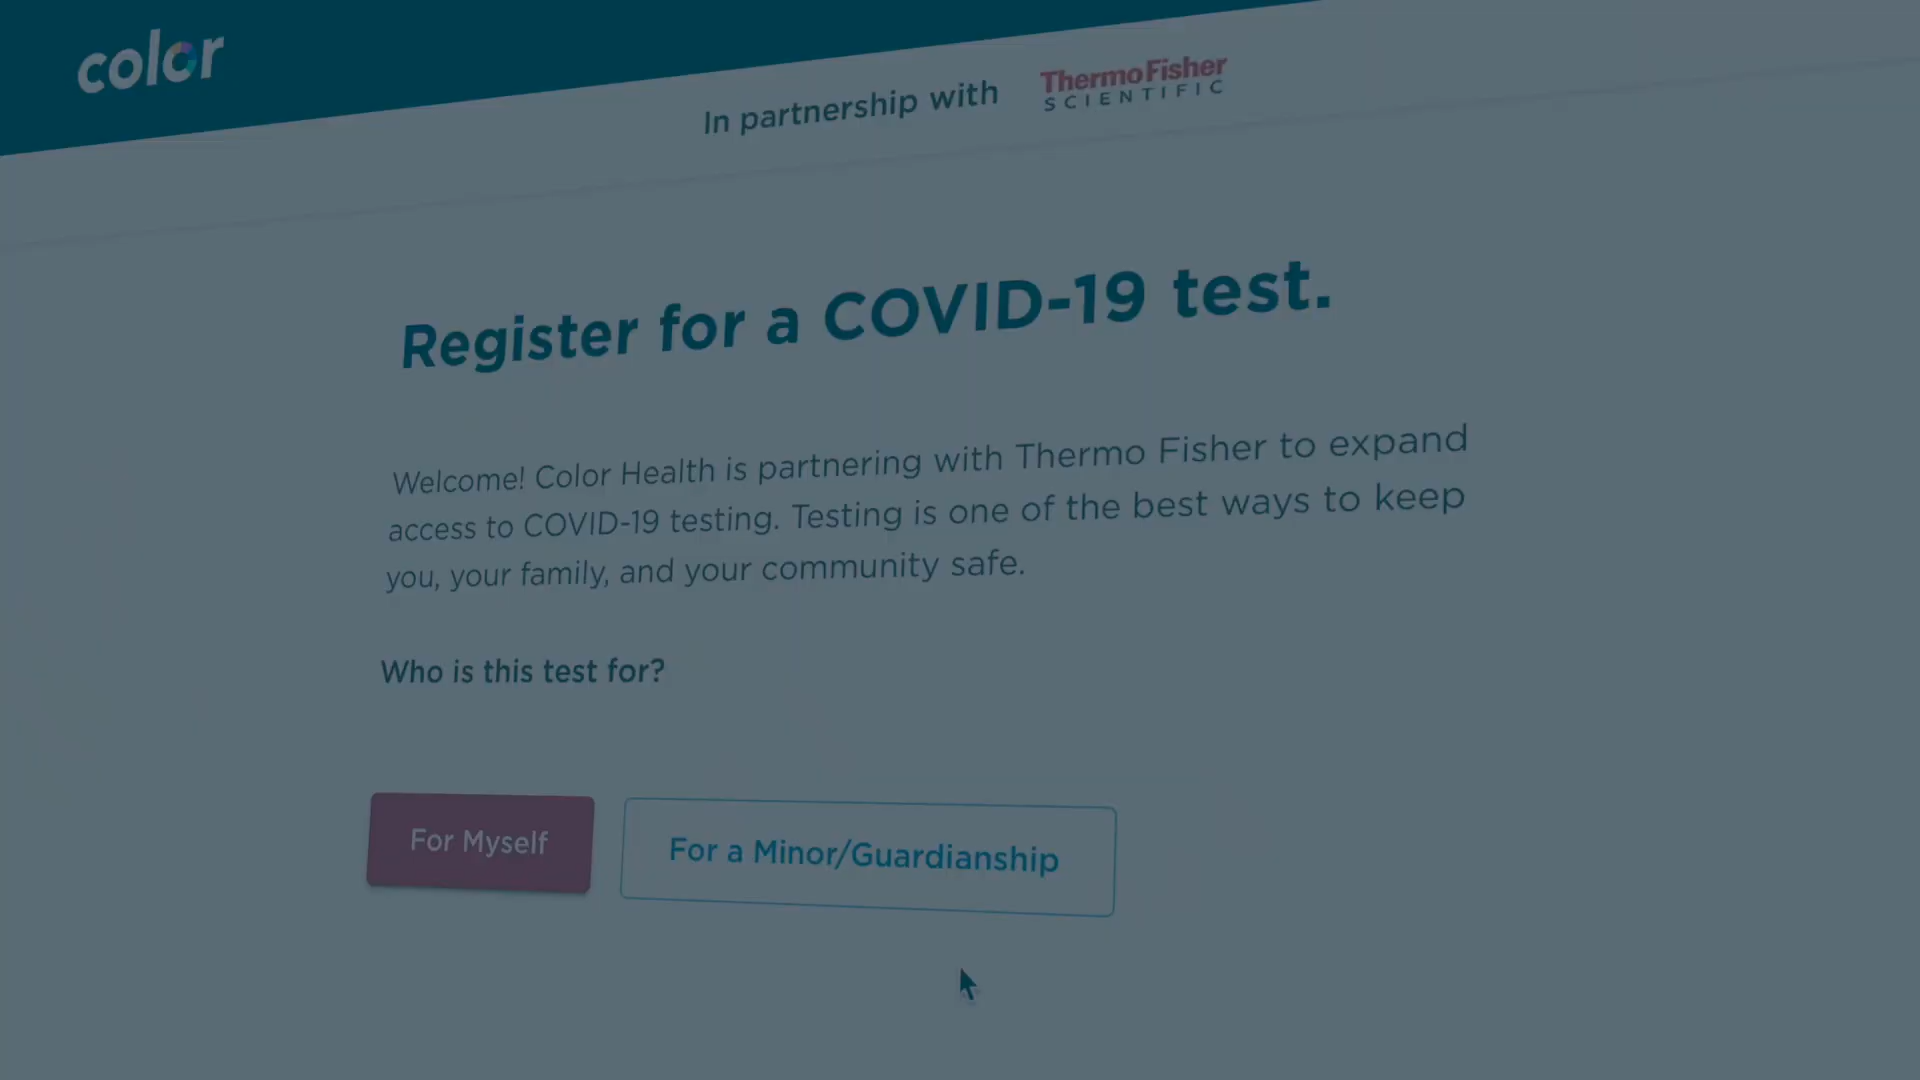 color
In partnership with
ThermoFisher
SCIENTIFIC
Register for a COVID-19 test.
Welcome! Color Health is partnering with Thermo Fisher to expand
access to COVID-19 testing. Testing is one of the best ways to keep
you, your family, and your community safe.
Who is this test for?
For Myself
For a Minor/Guardianship